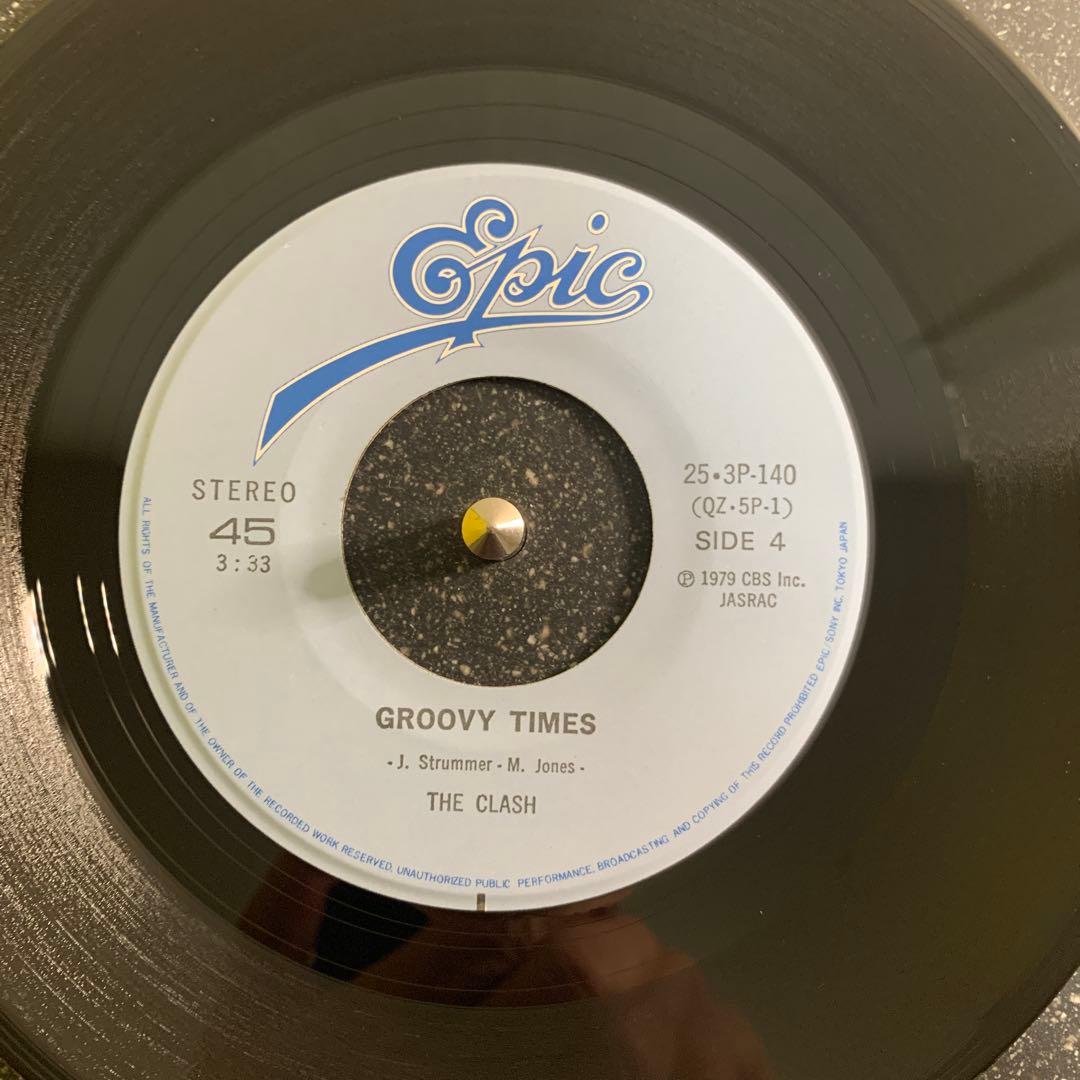 Epic
STEREO
45
3:33
25・3P-140
(QZ・5P-1)
SIDE 4
Ⓟ 1979 CBS Inc.
JASRAC
GROOVY TIMES
- J. Strummer - M. Jones -
THE CLASH
ALL RIGHTS OF THE MANUFACTURER AND OF THE OWNER OF THE RECORDED WORK RESERVED. UNAUTHORIZED PUBLIC PERFORMANCE, BROADCASTING AND COPYING OF THIS RECORD PROHIBITED EPIC/SONY INC. TOKYO JAPAN